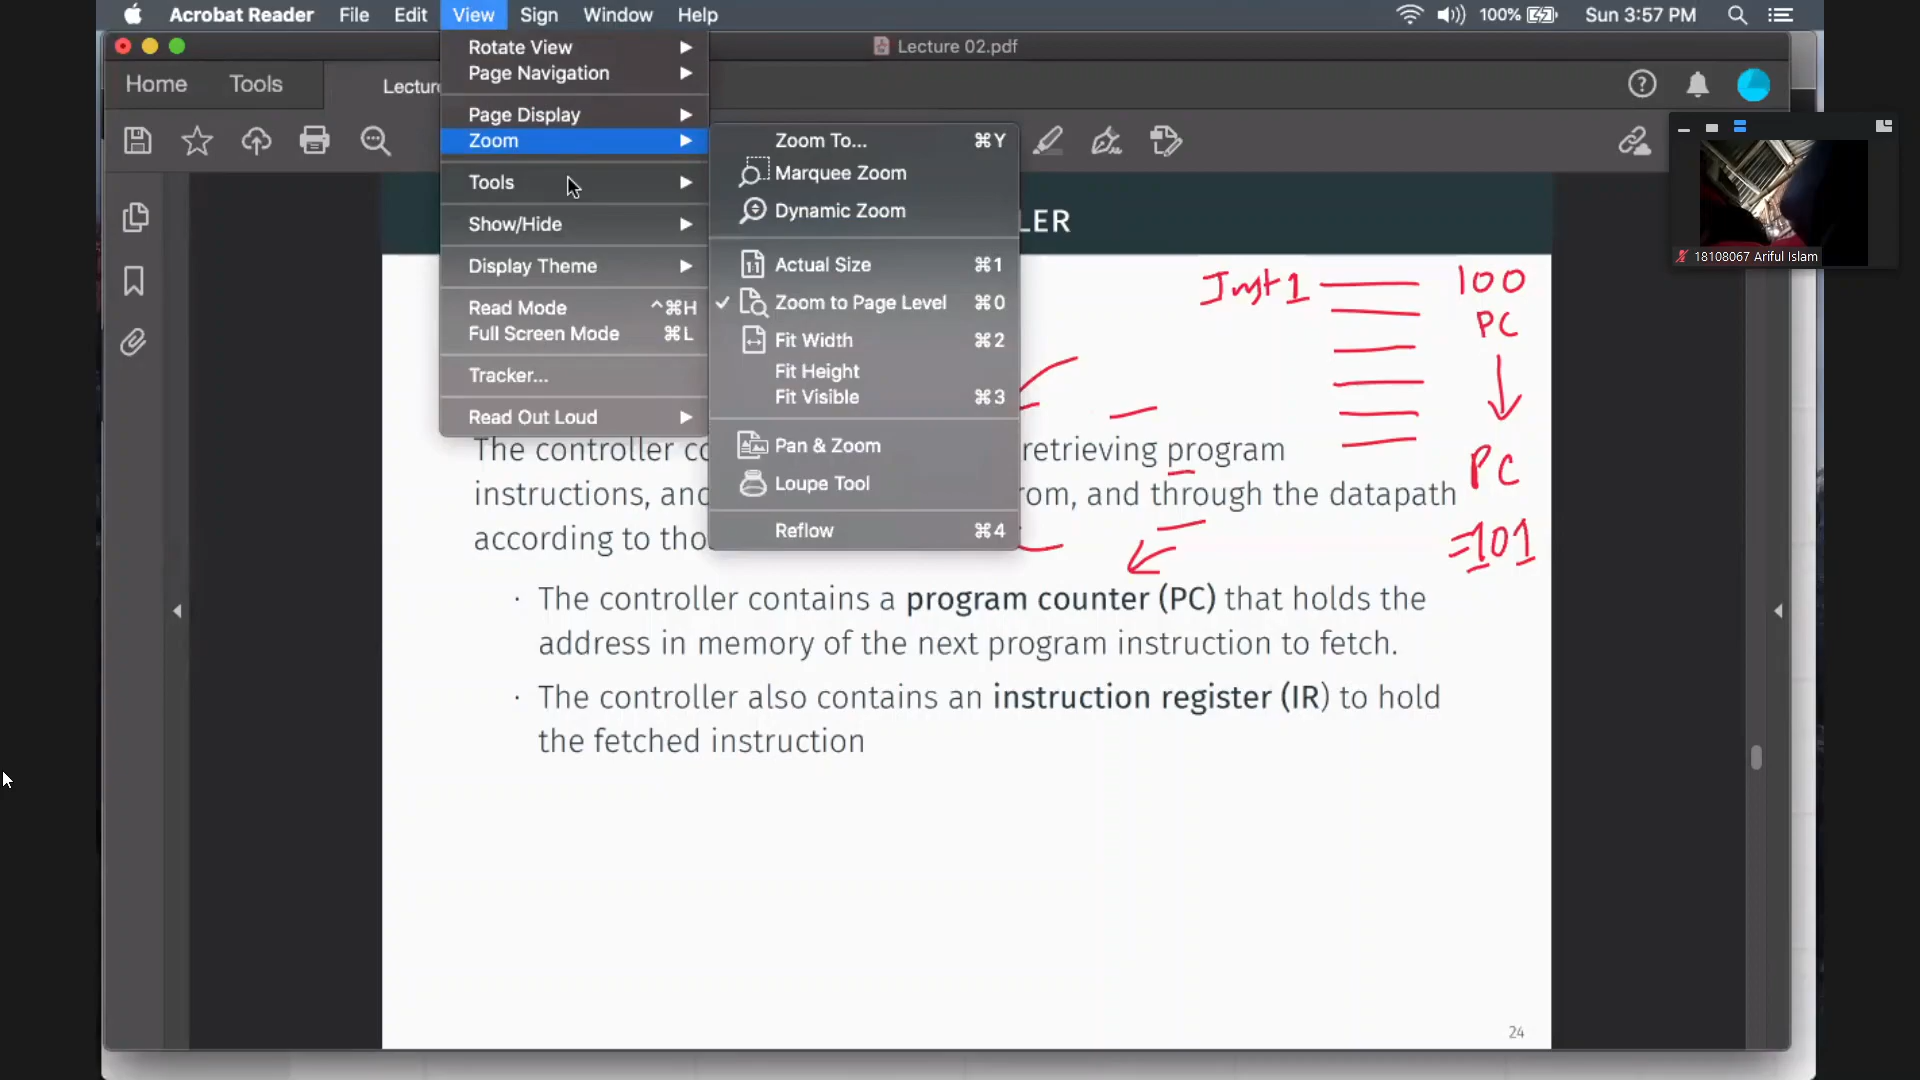 Acrobat Reader File Edit View Sign Window Help 100% Sun 3:57 PM
Lecture 02.pdf
Home Tools Lectur
Rotate View
Page Navigation
Page Display
Zoom
Tools
Show/Hide
Display Theme
Read Mode ^⌘H
Full Screen Mode ⌘L
Tracker...
Read Out Loud
Zoom To... ⌘Y
Marquee Zoom
Dynamic Zoom
Actual Size ⌘1
Zoom to Page Level ⌘0
Fit Width ⌘2
Fit Height
Fit Visible ⌘3
Pan & Zoom
Loupe Tool
Reflow ⌘4
18108067 Ariful Islam
LER
Inst 1 100
PC
PC
=101
The controller co retrieving program
instructions, and rom, and through the datapath
according to tho
· The controller contains a program counter (PC) that holds the
address in memory of the next program instruction to fetch.
· The controller also contains an instruction register (IR) to hold
the fetched instruction
24